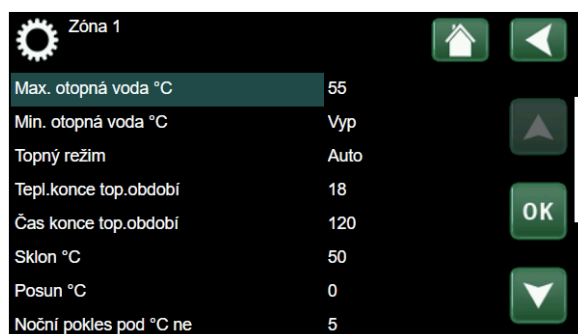 Zóna 1
Max. otopná voda °C 55
Min. otopná voda °C Vyp
Topný režim Auto
Tepl.konce top.období 18
Čas konce top.období 120
OK
Sklon °C 50
Posun °C 0
Noční pokles pod °C ne 5